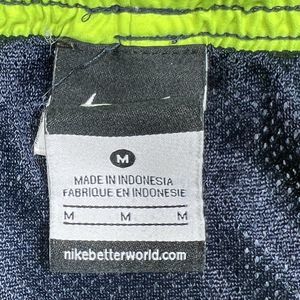 M
MADE IN INDONESIA
FABRIQUE EN INDONESIE
M M M
nikebetterworld.com